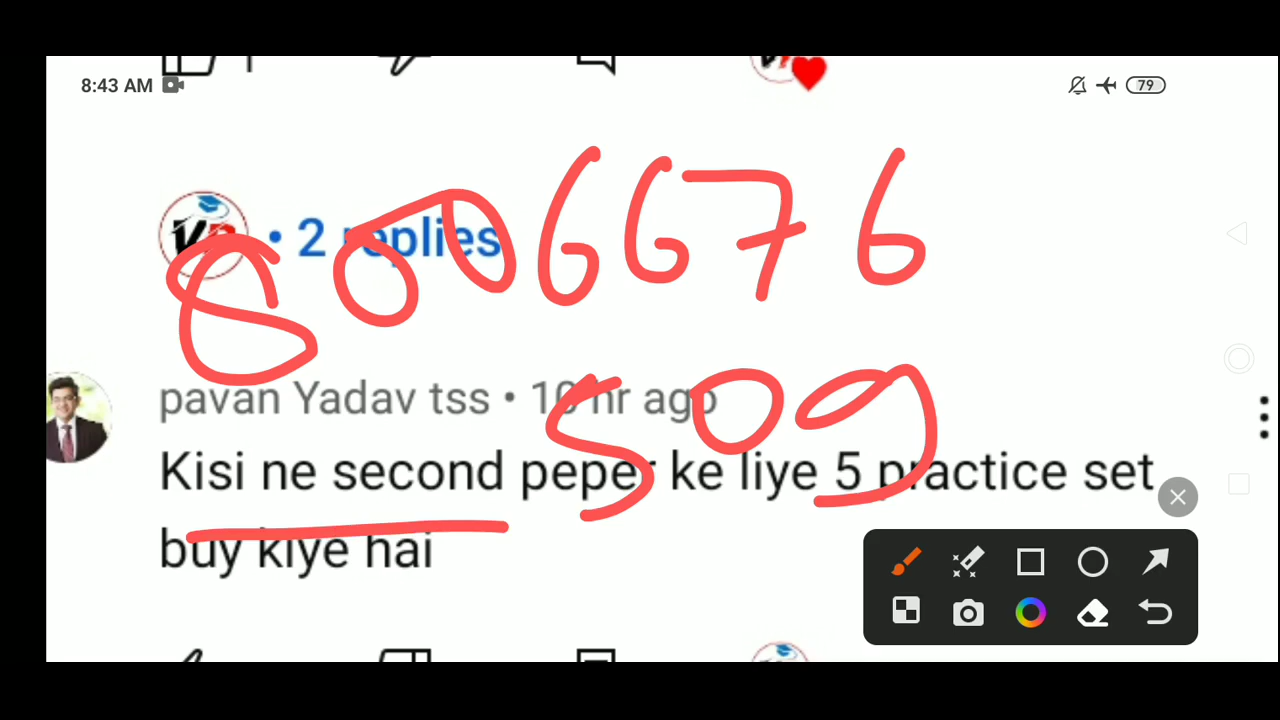 8:43 AM
79
• 2 replies
8006676
pavan Yadav tss • 10 hr ago
509
Kisi ne second peper ke liye 5 practice set
buy kiye hai